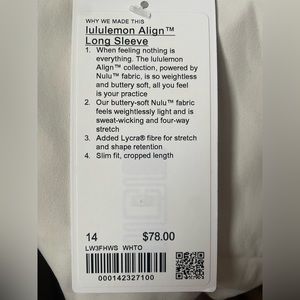 WHY WE MADE THIS
lululemon Align™
Long Sleeve
1. When feeling nothing is
everything. The lululemon
Align™ collection, powered by
Nulu™ fabric, is so weightless
and buttery soft, all you feel
is your practice
2. Our buttery-soft Nulu™ fabric
feels weightlessly light and is
sweat-wicking and four-way
stretch
3. Added Lycra® fibre for stretch
and shape retention
4. Slim fit, cropped length
14 $78.00
LW3FHWS WHTO
000142327100